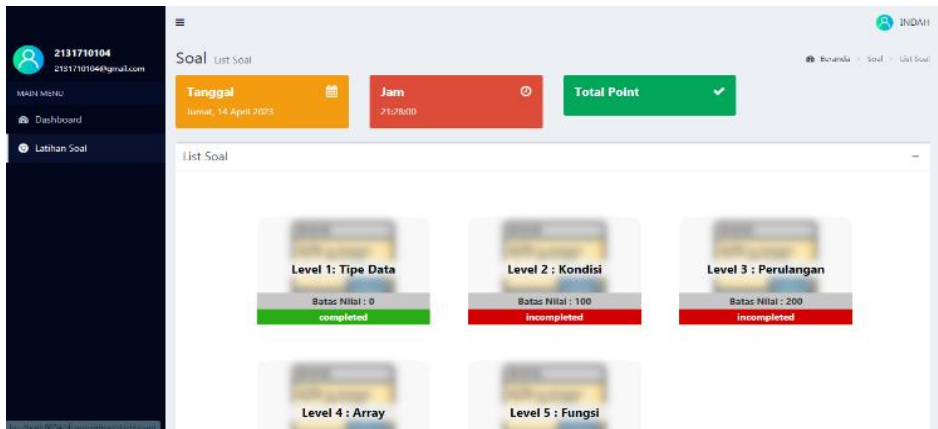 INDAH
2131710104
2131710104@gmail.com
MAIN MENU
Dashboard
Latihan Soal
Soal List Soal
Beranda > Soal > List Soal
Tanggal
Jumat, 14 April 2023
Jam
21:28:00
Total Point
List Soal
Level 1: Tipe Data
Batas Nilai : 0
completed
Level 2 : Kondisi
Batas Nilai : 100
incompleted
Level 3 : Perulangan
Batas Nilai : 200
incompleted
Level 4 : Array
Level 5 : Fungsi